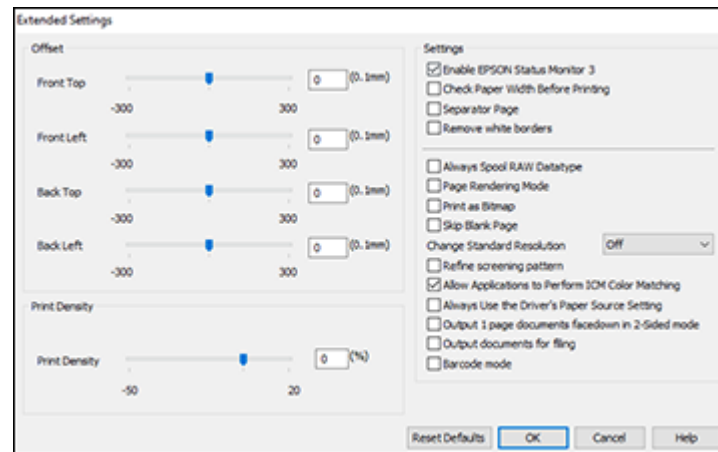 Extended Settings
Offset
Front Top
0
(0.1mm)
-300
300
Front Left
0
(0.1mm)
-300
300
Back Top
0
(0.1mm)
-300
300
Back Left
0
(0.1mm)
-300
300
Print Density
Print Density
0
(%)
-50
20
Settings
Enable EPSON Status Monitor 3
Check Paper Width Before Printing
Separator Page
Remove white borders
Always Spool RAW Datatype
Page Rendering Mode
Print as Bitmap
Skip Blank Page
Change Standard Resolution
Off
Refine screening pattern
Allow Applications to Perform ICM Color Matching
Always Use the Driver's Paper Source Setting
Output 1 page documents facedown in 2-Sided mode
Output documents for filing
Barcode mode
Reset Defaults
OK
Cancel
Help